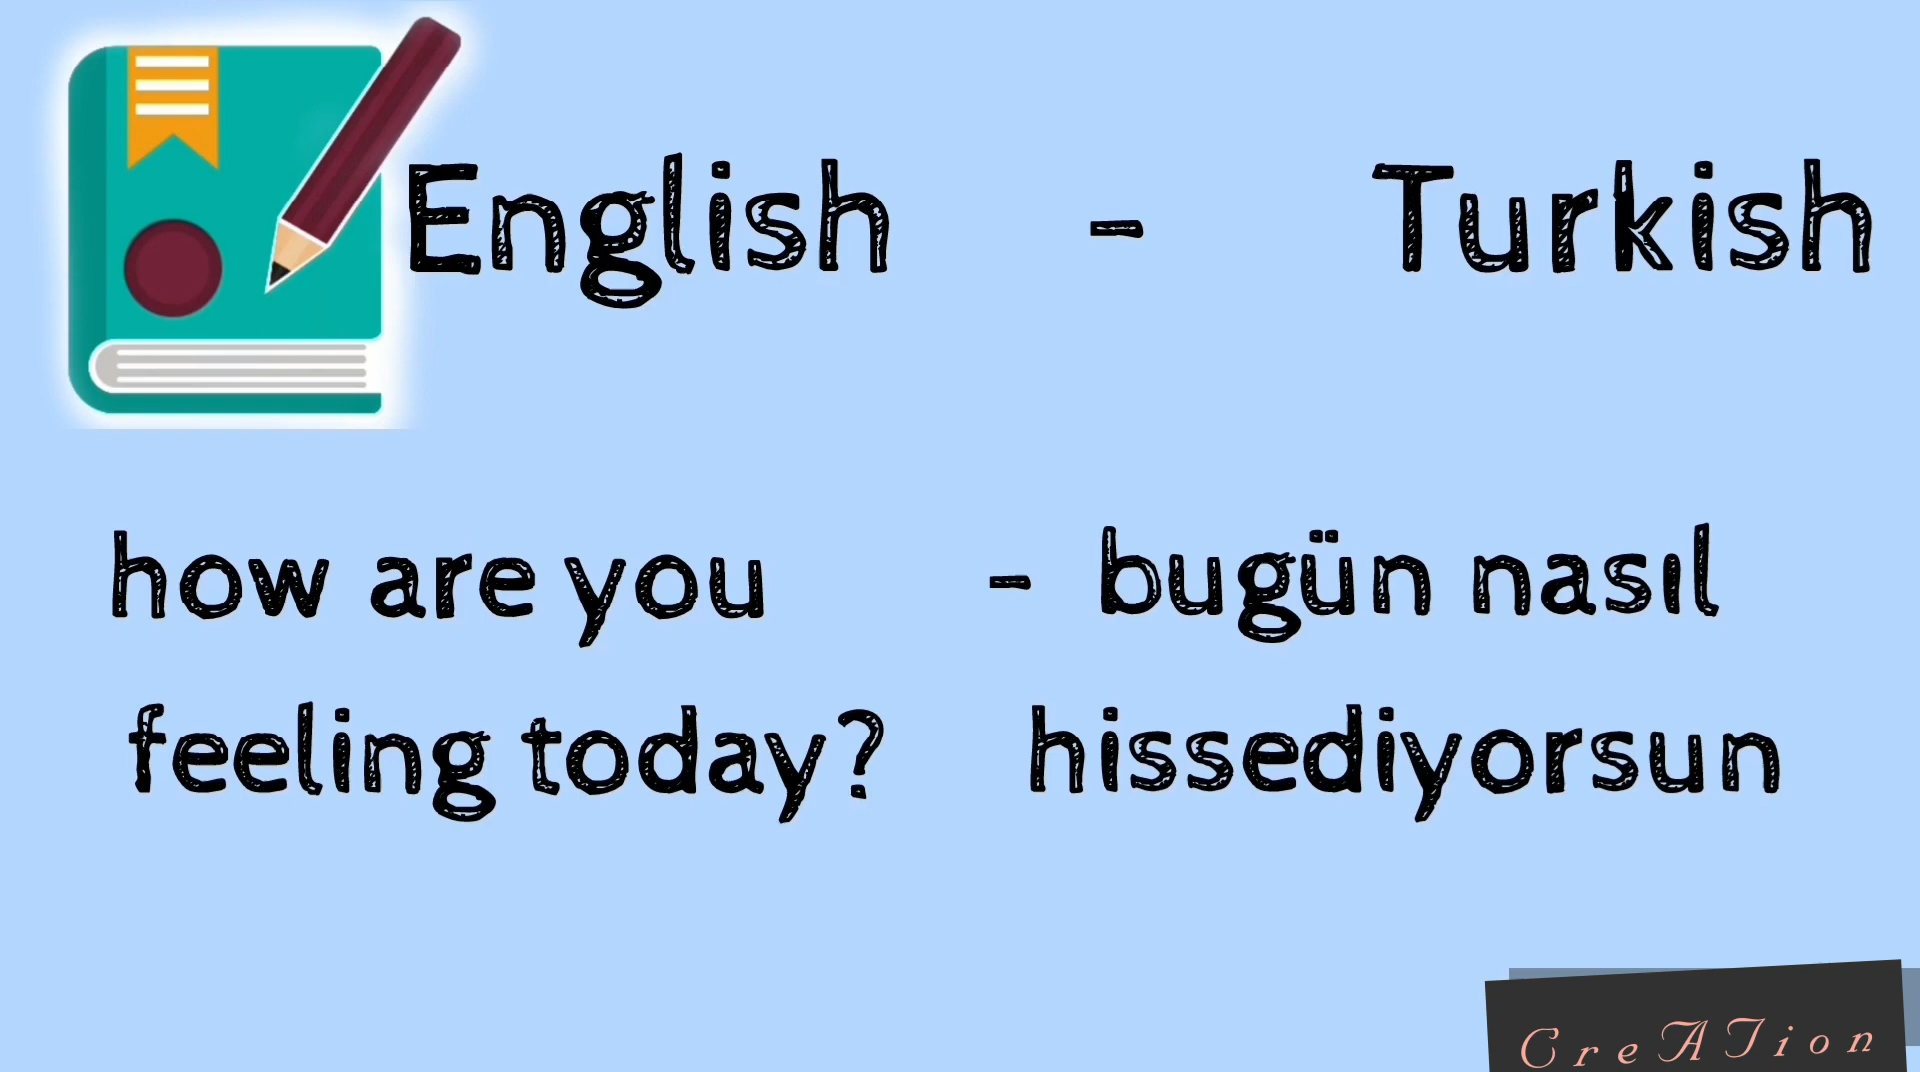 English - Turkish
how are you - bugün nasıl
feeling today? hissediyorsun
CreATion